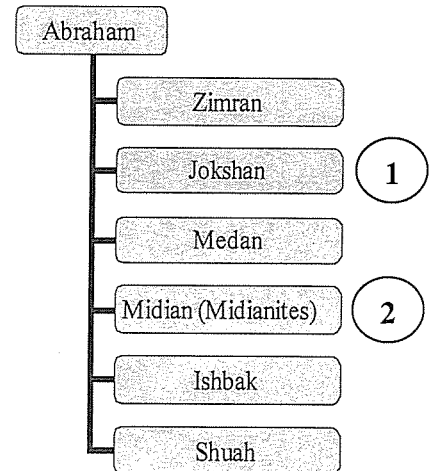 Abraham
Zimran
Jokshan 1
Medan
Midian (Midianites) 2
Ishbak
Shuah